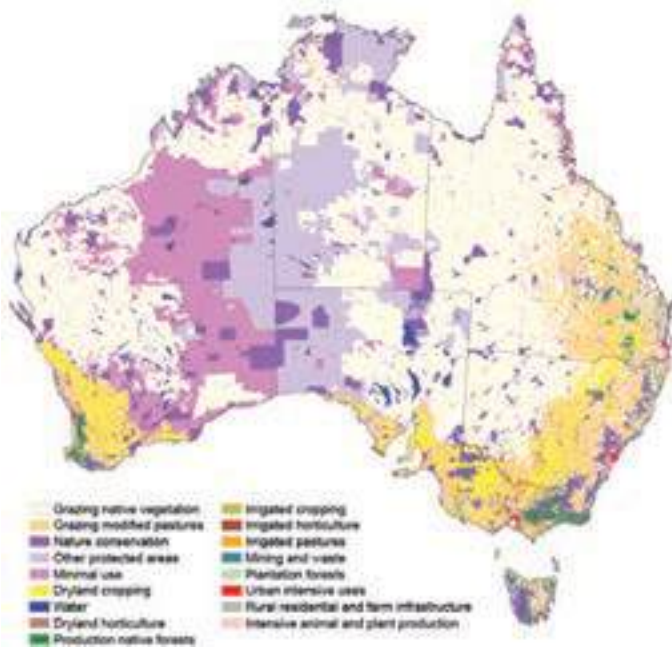 Grazing native vegetation
Grazing modified pastures
Nature conservation
Other protected areas
Minimal use
Dryland cropping
Water
Dryland horticulture
Production native forests
Irrigated cropping
Irrigated horticulture
Irrigated pastures
Mining and waste
Plantation forests
Urban intensive uses
Rural residential and farm infrastructure
Intensive animal and plant production